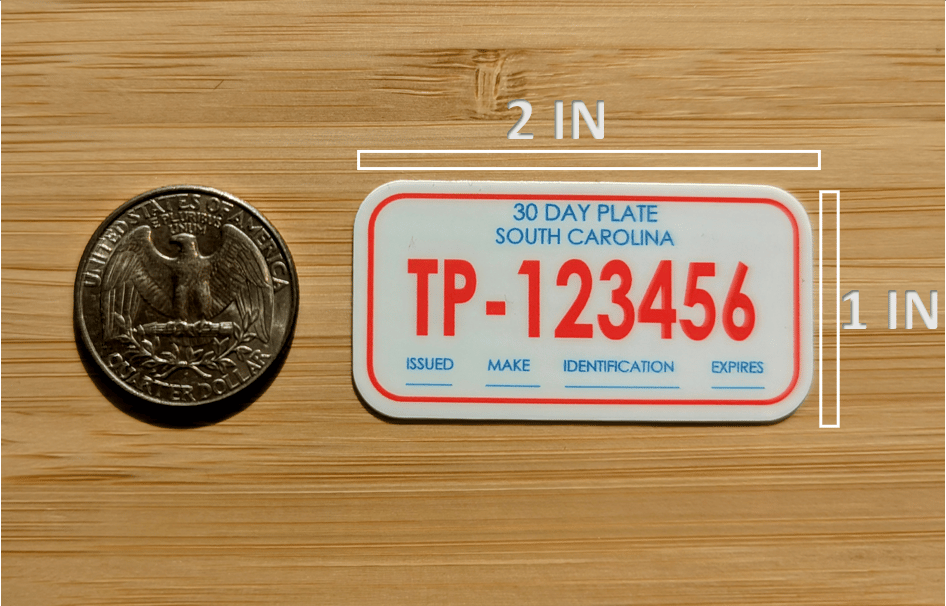 2 IN
UNITED STATES OF AMERICA
E PLURIBUS
UNUM
QUARTER DOLLAR
30 DAY PLATE
SOUTH CAROLINA
TP-123456
ISSUED MAKE IDENTIFICATION EXPIRES
1 IN